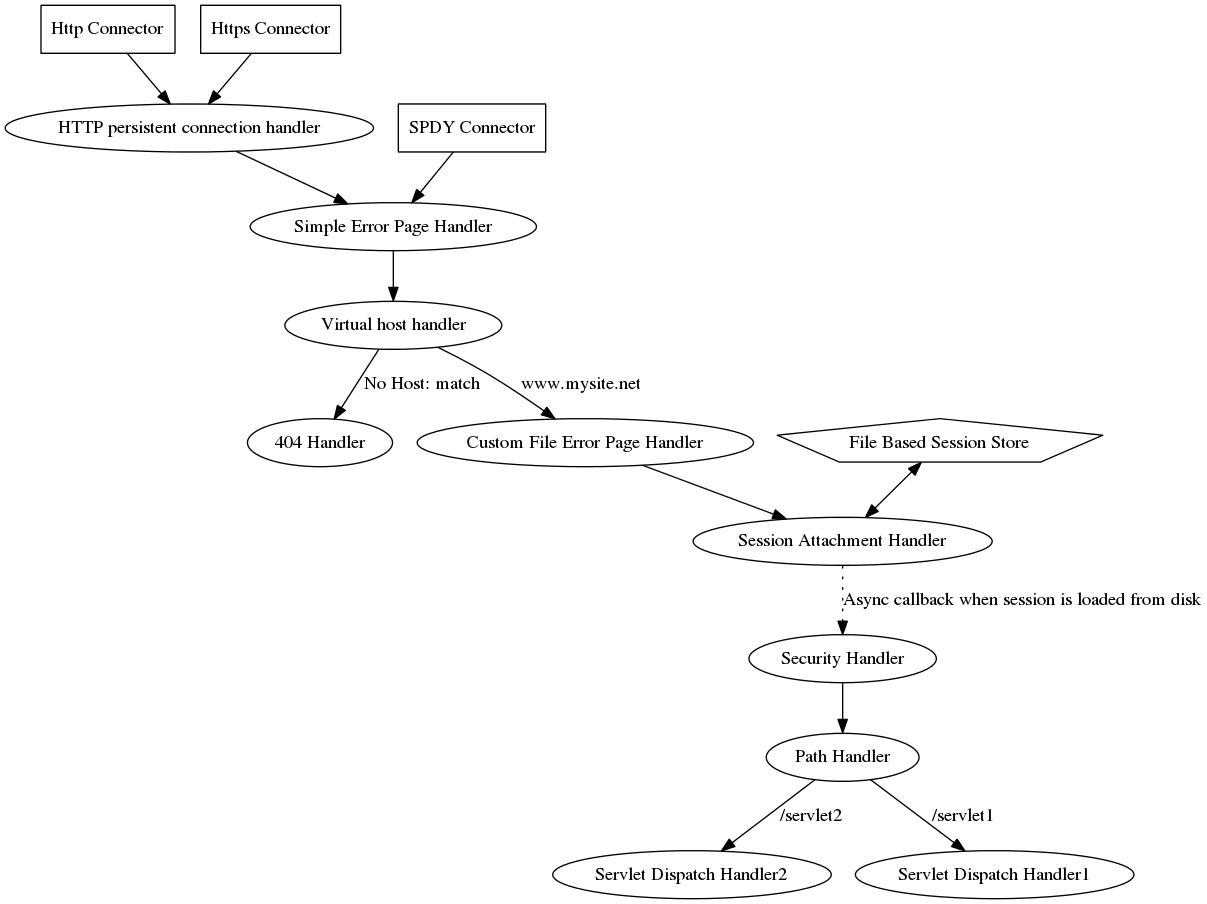 Http Connector
Https Connector
HTTP persistent connection handler
SPDY Connector
Simple Error Page Handler
Virtual host handler
No Host: match
www.mysite.net
404 Handler
Custom File Error Page Handler
File Based Session Store
Session Attachment Handler
Async callback when session is loaded from disk
Security Handler
Path Handler
/servlet2
/servlet1
Servlet Dispatch Handler2
Servlet Dispatch Handler1